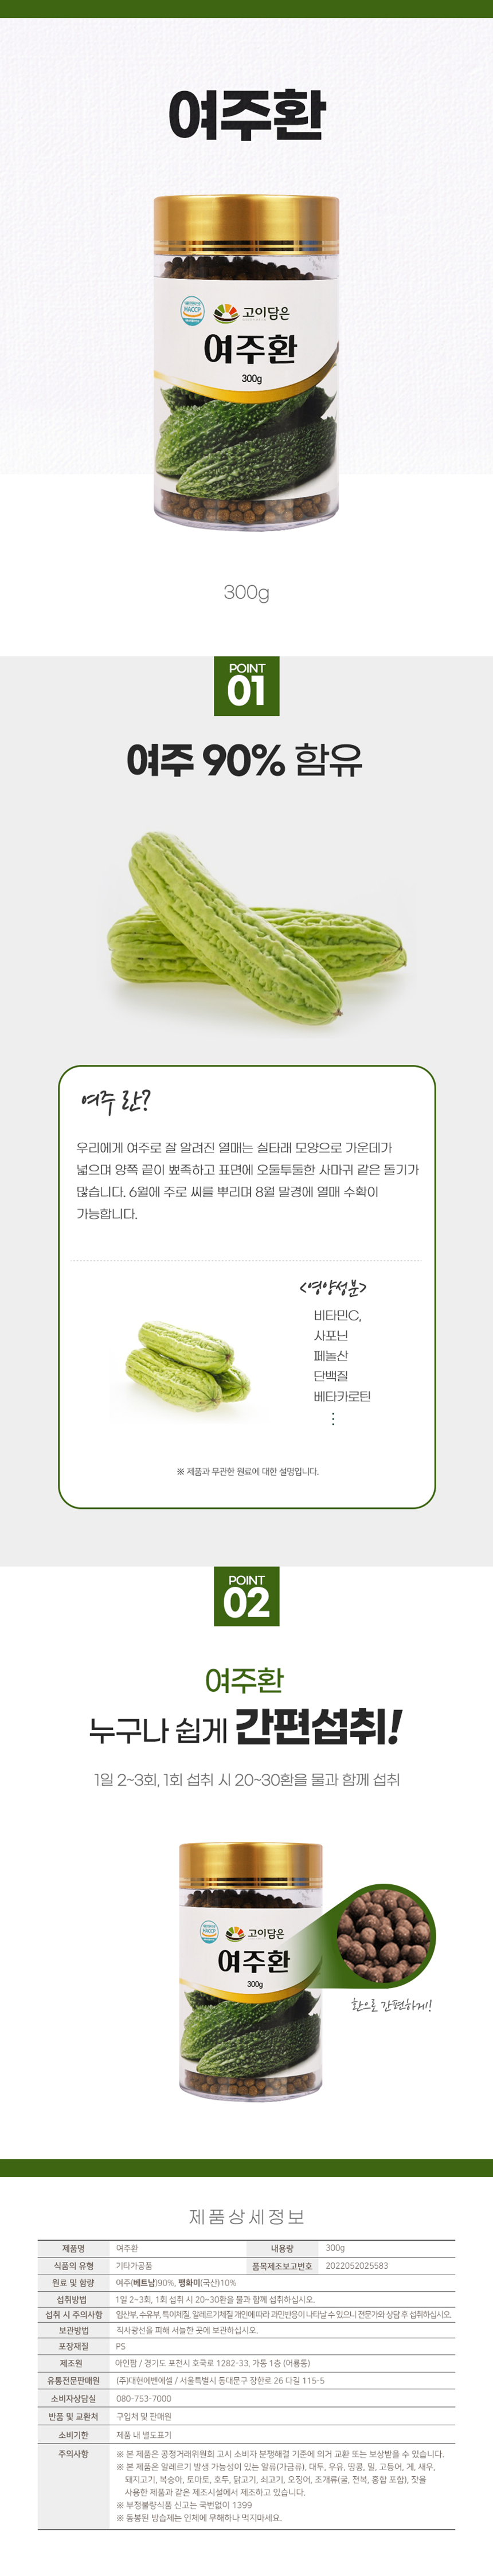 여주환
HACCP
고이담은
여주환
300g
300g
POINT
01
여주 90% 함유
여주 란?
우리에게 여주로 잘 알려진 열매는 실타래 모양으로 가운데가
넓으며 양쪽 끝이 뾰족하고 표면에 오돌투둘한 사마귀 같은 돌기가
많습니다. 6월에 주로 씨를 뿌리며 8월 말경에 열매 수확이
가능합니다.
<영양성분>
비타민C,
사포닌
페놀산
단백질
베타카로틴
⋮
※ 제품과 무관한 원료에 대한 설명입니다.
POINT
02
여주환
누구나 쉽게 간편섭취!
1일 2~3회, 1회 섭취 시 20~30환을 물과 함께 섭취
HACCP
고이담은
여주환
300g
환으로 간편하게!
제품상세정보
제품명 여주환 내용량 300g
식품의 유형 기타가공품 품목제조보고번호 2022052025583
원료 및 함량 여주(베트남)90%, 팽화미(국산)10%
섭취방법 1일 2~3회, 1회 섭취 시 20~30환을 물과 함께 섭취하십시오.
섭취 시 주의사항 임산부, 수유부, 특이체질, 알레르기체질 개인에 따라 과민반응이 나타날 수 있으니 전문가와 상담 후 섭취하십시오.
보관방법 직사광선을 피해 서늘한 곳에 보관하십시오.
포장재질 PS
제조원 아인팜 / 경기도 포천시 호국로 1282-33, 가동 1층 (어룡동)
유통전문판매원 (주)대한에벤에셀 / 서울특별시 동대문구 장한로 26 다길 115-5
소비자상담실 080-753-7000
반품 및 교환처 구입처 및 판매원
소비기한 제품 내 별도표기
주의사항 ※ 본 제품은 공정거래위원회 고시 소비자 분쟁해결 기준에 의거 교환 또는 보상받을 수 있습니다.
※ 본 제품은 알레르기 발생 가능성이 있는 알류(가금류), 대두, 우유, 땅콩, 밀, 고등어, 게, 새우,
돼지고기, 복숭아, 토마토, 호두, 닭고기, 쇠고기, 오징어, 조개류(굴, 전복, 홍합 포함), 잣을
사용한 제품과 같은 제조시설에서 제조하고 있습니다.
※ 부정불량식품 신고는 국번없이 1399
※ 동봉된 방습제는 인체에 무해하나 먹지마세요.